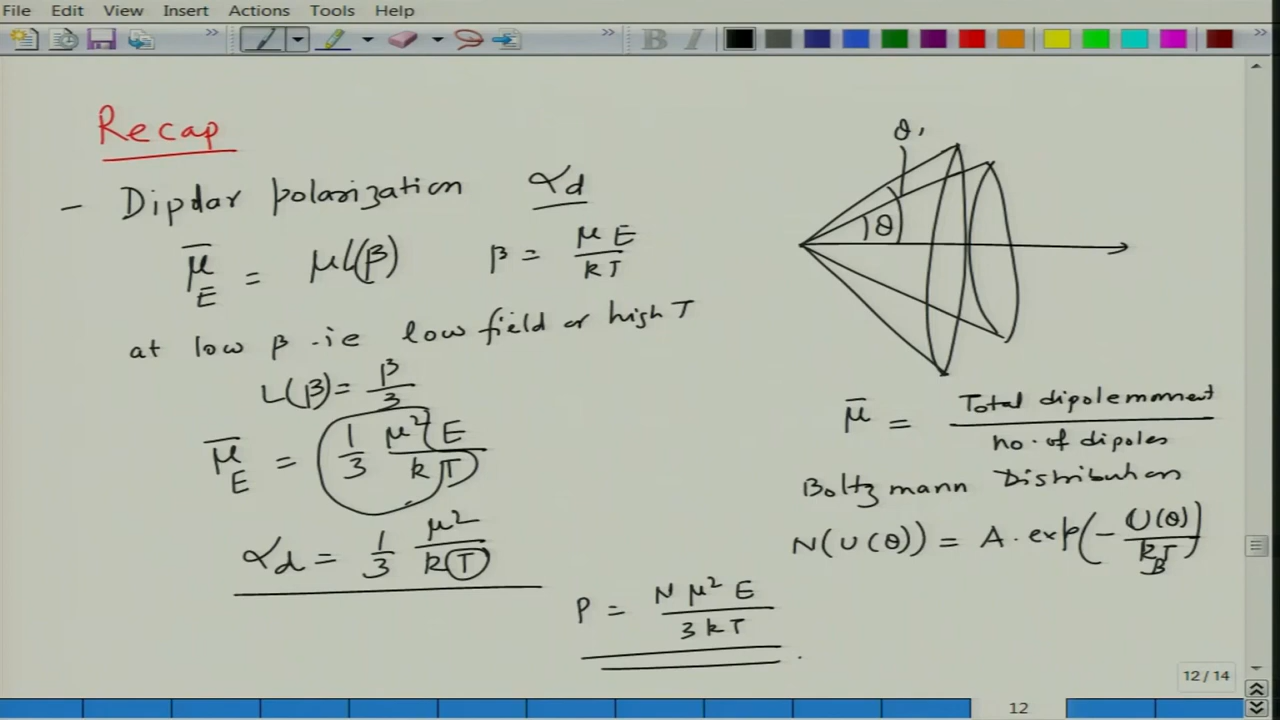 File Edit View Insert Actions Tools Help
B I
Recap
- Dipolar polarization α_d
μ̄_E = μL(β) β = μE/kT
at low β .ie low field or high T
L(β) = β/3
μ̄_E = 1/3 μ²E/kT
α_d = 1/3 μ²/kT
P = Nμ²E/3kT
θ'
θ
μ̄ = Total dipole moment / no. of dipoles
Boltzmann Distribution
N(U(θ)) = A. exp(-U(θ)/k_BT)
12 / 14
12